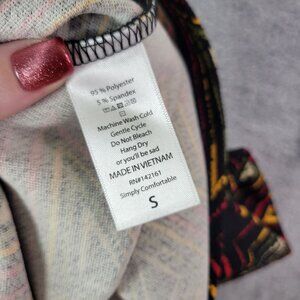 95 % Polyester
5 % Spandex
Machine Wash Cold
Gentle Cycle
Do Not Bleach
Hang Dry
or you'll be sad
MADE IN VIETNAM
RN#142161
Simply Comfortable
S